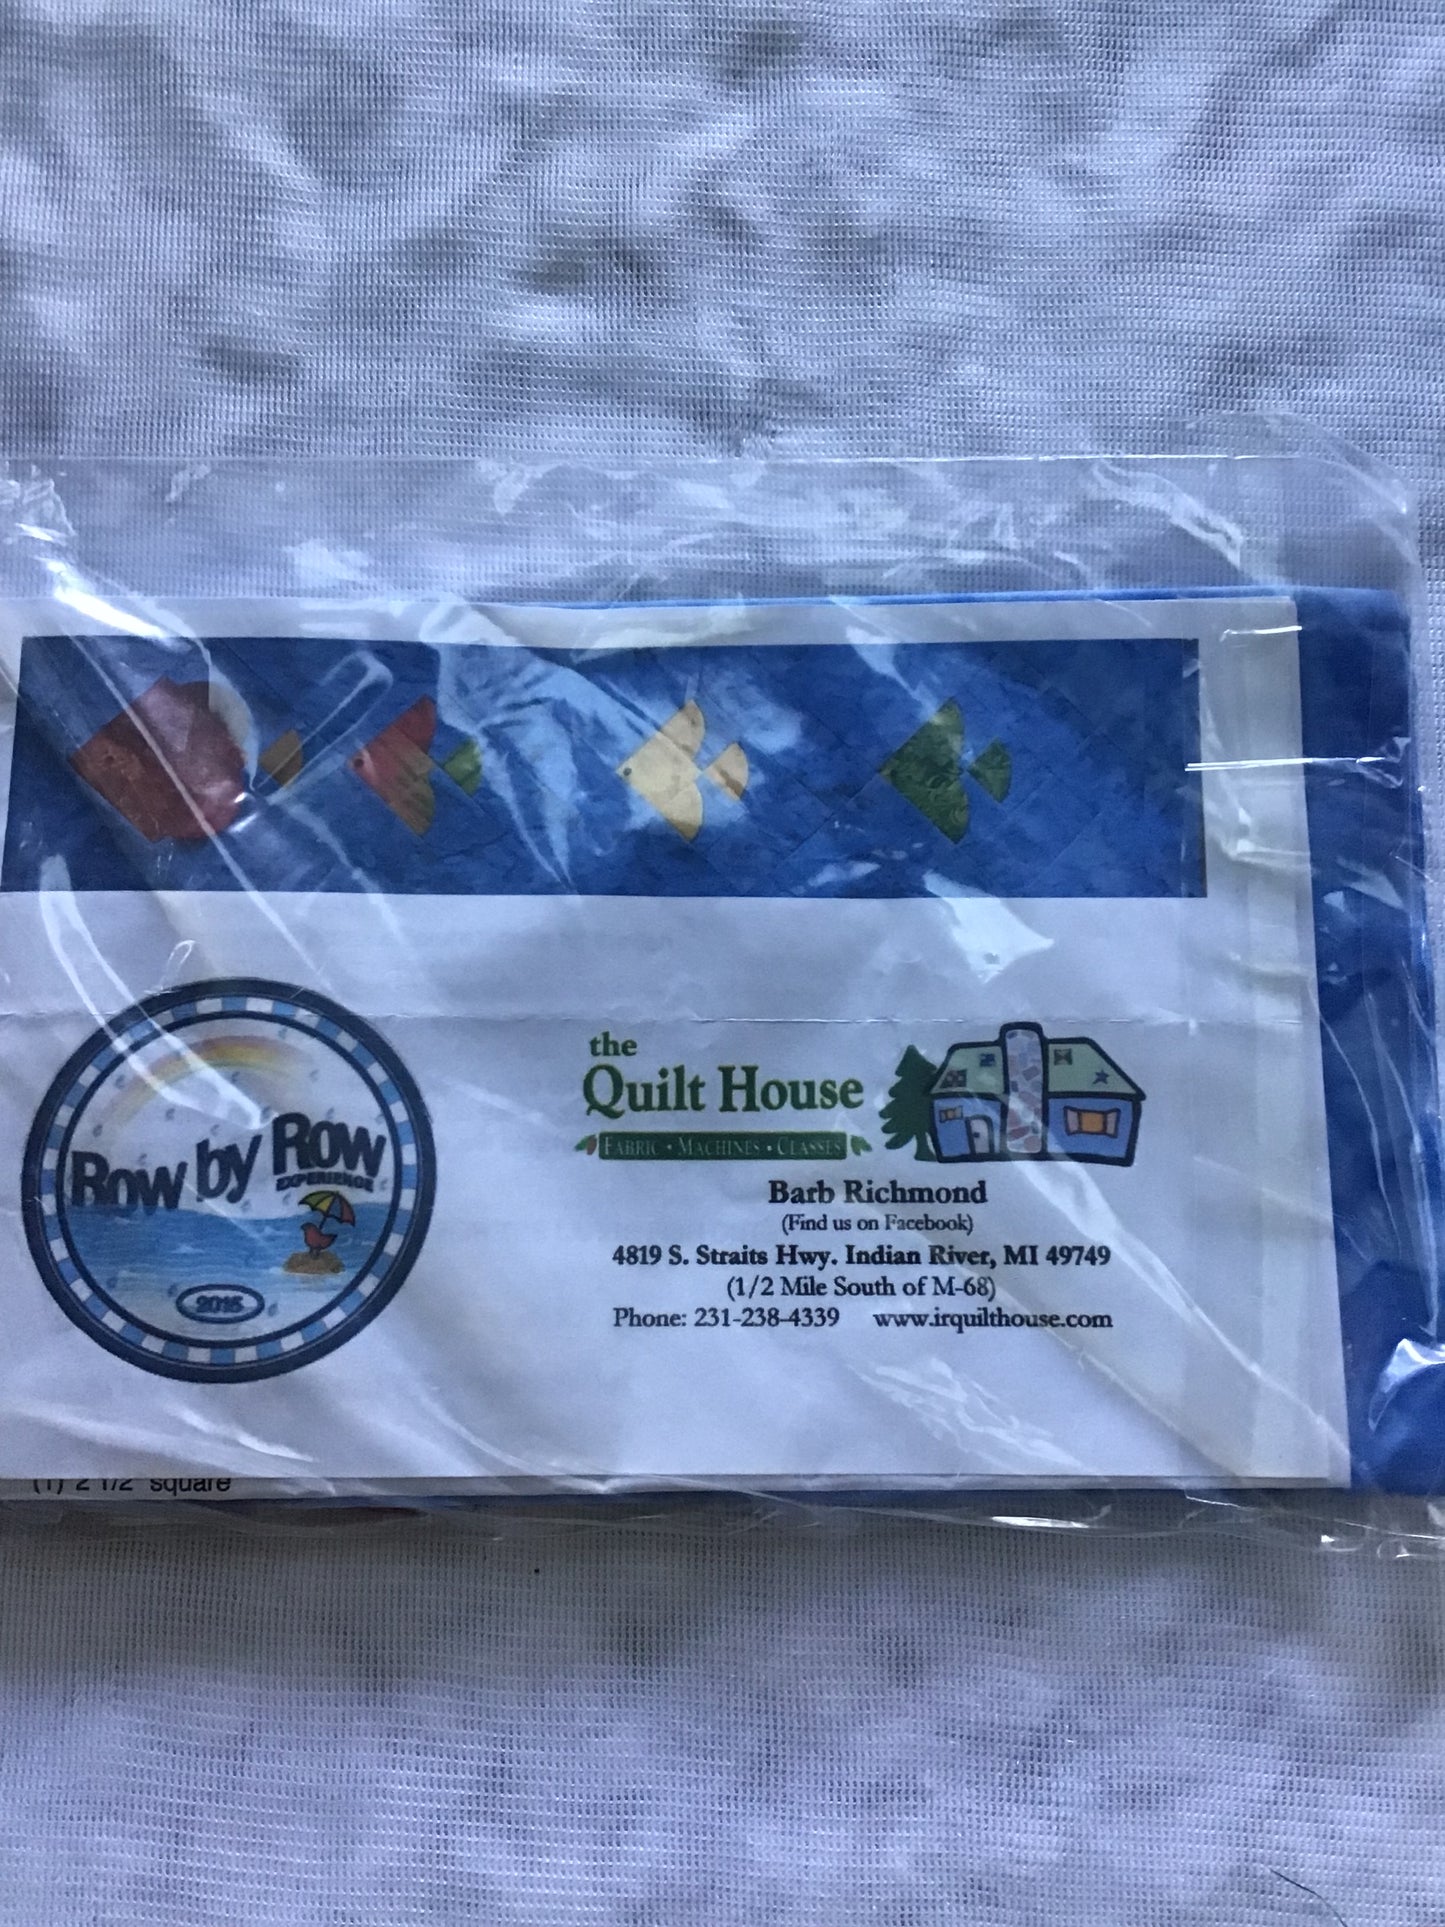 Row by Row
EXPERIENCE
2015
the
Quilt House
FABRIC • MACHINES • CLASSES
Barb Richmond
(Find us on Facebook)
4819 S. Straits Hwy. Indian River, MI 49749
(1/2 Mile South of M-68)
Phone: 231-238-4339 www.irquilthouse.com
(1) 2 1/2" square